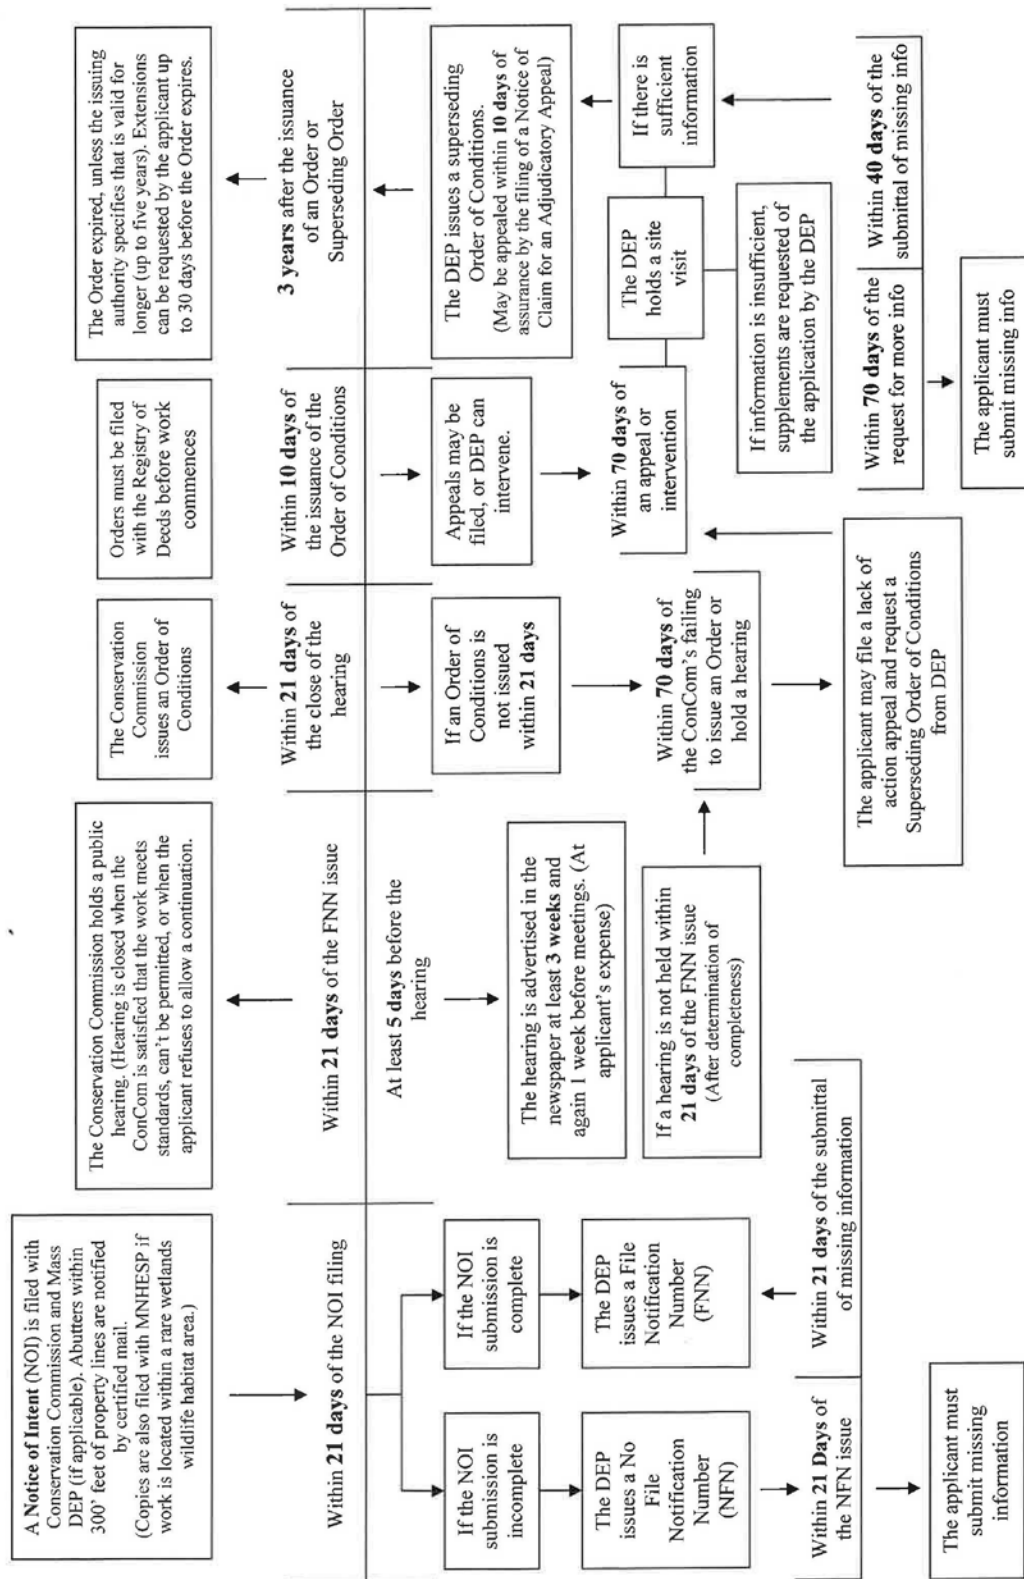 A Notice of Intent (NOI) is filed with
Conservation Commission and Mass
DEP (if applicable). Abutters within
300' feet of property lines are notified
by certified mail.
(Copies are also filed with MNHESP if
work is located within a rare wetlands
wildlife habitat area.)
The Conservation Commission holds a public
hearing. (Hearing is closed when the
ConCom is satisfied that the work meets
standards, can't be permitted, or when the
applicant refuses to allow a continuation.
The Conservation
Commission
issues an Order of
Conditions
Orders must be filed
with the Registry of
Deeds before work
commences
The Order expired, unless the issuing
authority specifies that is valid for
longer (up to five years). Extensions
can be requested by the applicant up
to 30 days before the Order expires.
Within 21 days of the NOI filing
Within 21 days of the FNN issue
Within 21 days of
the close of the
hearing
Within 10 days of
the issuance of the
Order of Conditions
3 years after the issuance
of an Order or
Superseding Order
If the NOI
submission is
incomplete
If the NOI
submission is
complete
At least 5 days before the
hearing
If an Order of
Conditions is
not issued
within 21 days
Appeals may be
filed, or DEP can
intervene.
The DEP issues a superseding
Order of Conditions.
(May be appealed within 10 days of
assurance by the filing of a Notice of
Claim for an Adjudicatory Appeal)
The DEP
issues a No
File
Notification
Number
(NFN)
The DEP
issues a File
Notification
Number
(FNN)
The hearing is advertised in the
newspaper at least 3 weeks and
again 1 week before meetings. (At
applicant's expense)
If a hearing is not held within
21 days of the FNN issue
(After determination of
completeness)
Within 70 days of
the ConCom's failing
to issue an Order or
hold a hearing
Within 70 days of
an appeal or
intervention
The DEP
holds a site
visit
If there is
sufficient
information
If information is insufficient,
supplements are requested of
the application by the DEP
Within 21 Days of
the NFN issue
Within 21 days of the submittal
of missing information
The applicant may file a lack of
action appeal and request a
Superseding Order of Conditions
from DEP
Within 70 days of the
request for more info
Within 40 days of the
submittal of missing info
The applicant must
submit missing
information
The applicant must
submit missing info